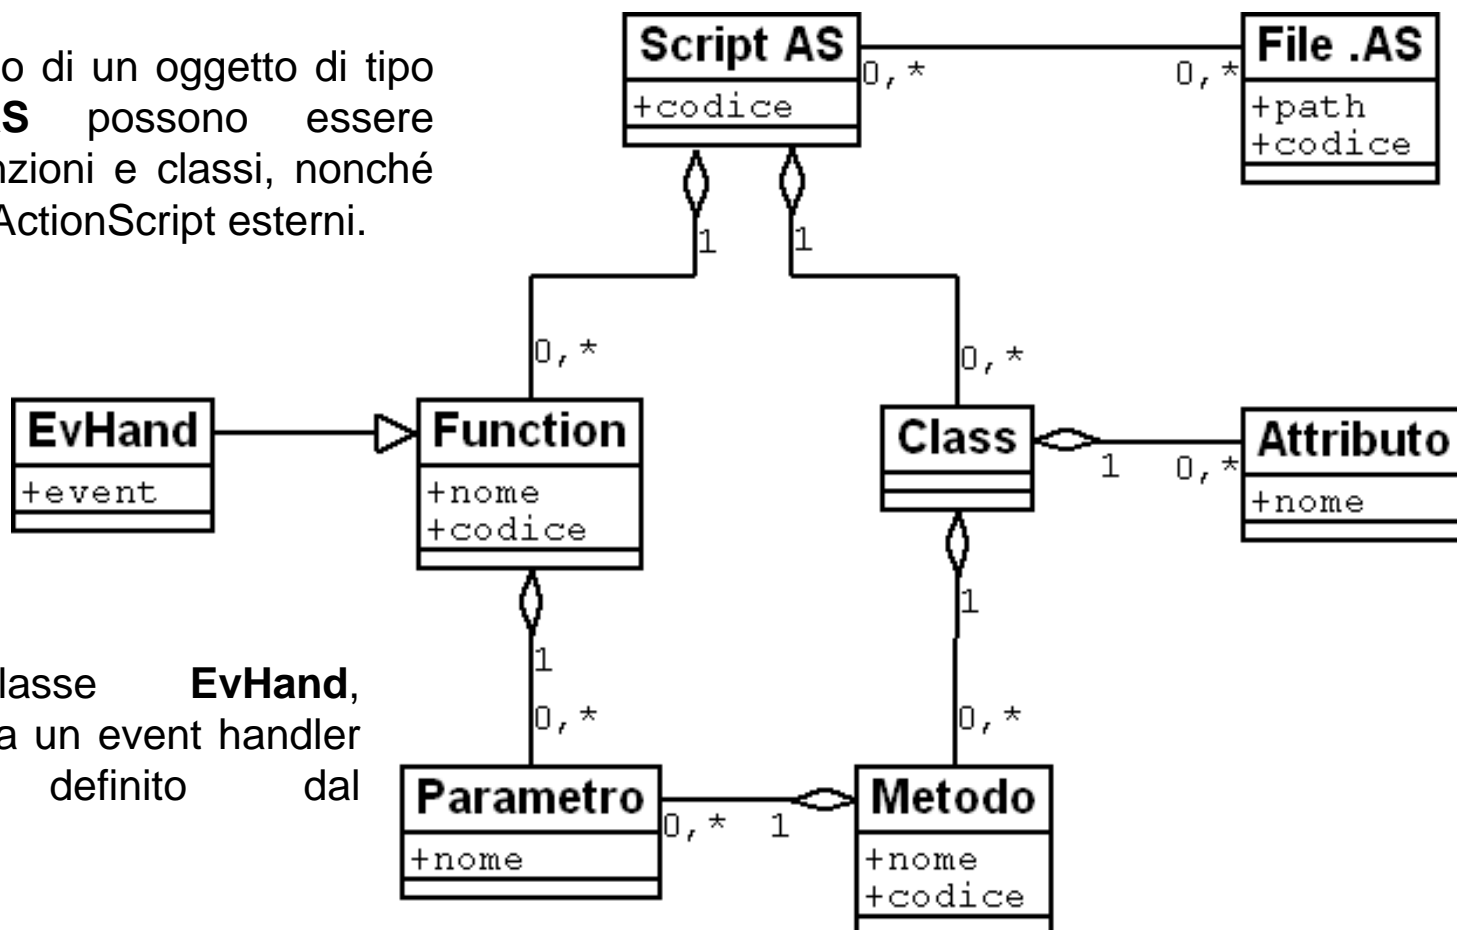 Script AS
+codice
0,*
0,*
File .AS
+path
+codice
o di un oggetto di tipo
S possono essere
nzioni e classi, nonché
ActionScript esterni.
1
1
0,*
0,*
EvHand
+event
Function
+nome
+codice
Class
1
0,*
Attributo
+nome
1
0,*
1
0,*
lasse EvHand,
a un event handler
definito dal
Parametro
+nome
0,*
1
Metodo
+nome
+codice